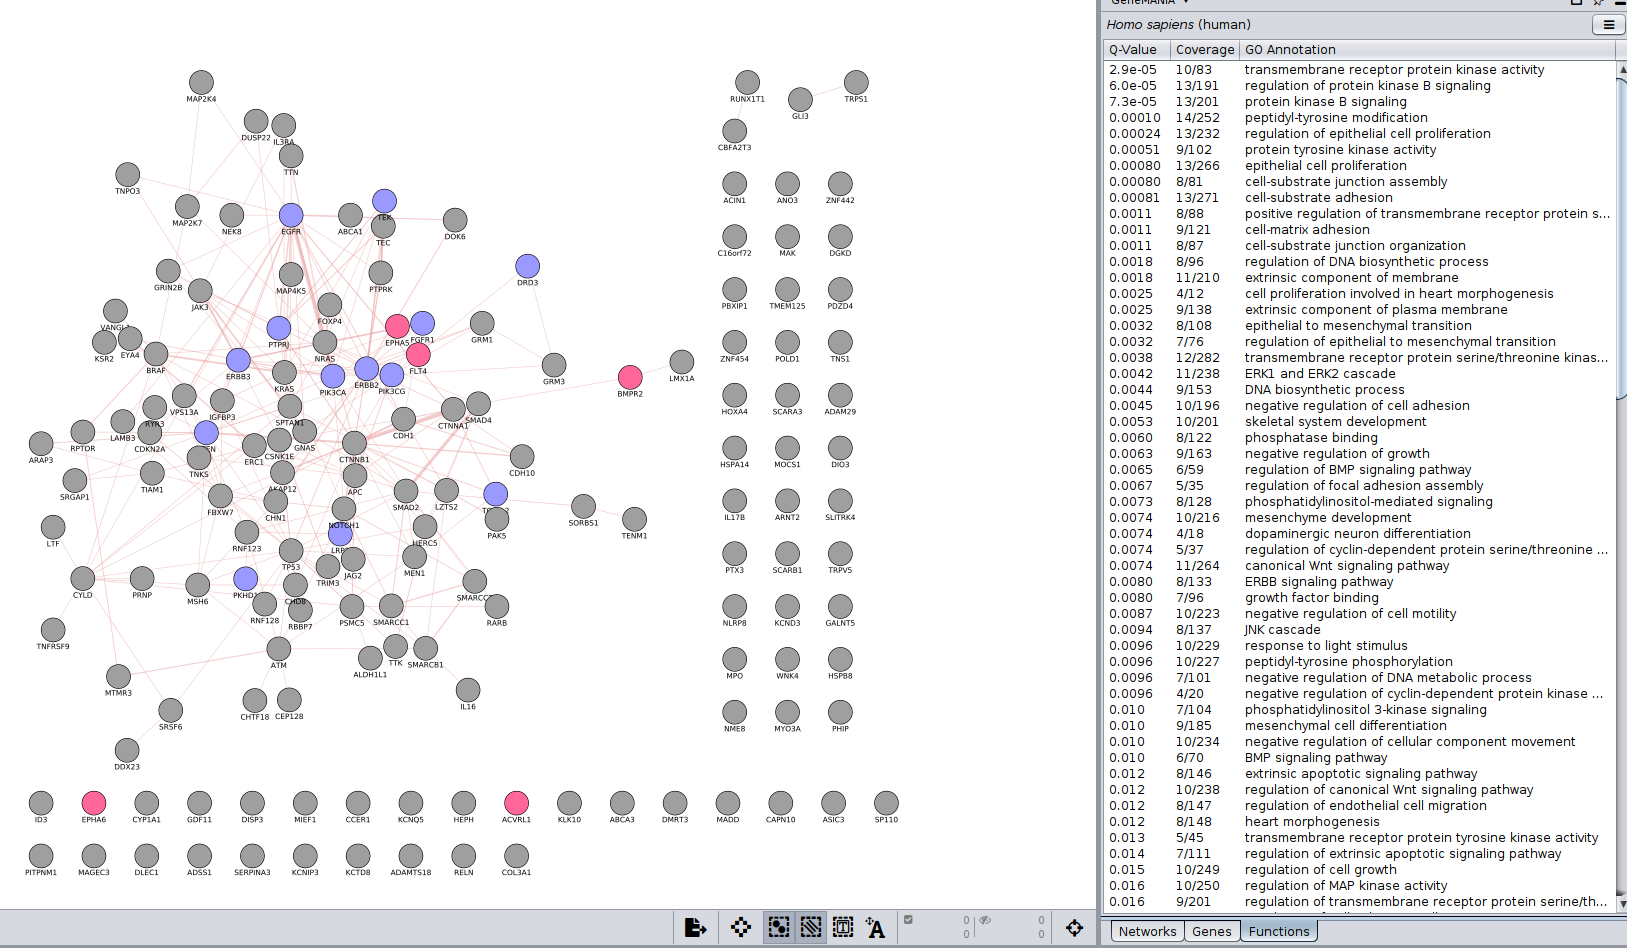 GeneMANIA
Homo sapiens (human)
Q-Value Coverage GO Annotation
2.9e-05 10/83 transmembrane receptor protein kinase activity
6.0e-05 13/191 regulation of protein kinase B signaling
7.3e-05 13/201 protein kinase B signaling
0.00010 14/252 peptidyl-tyrosine modification
0.00024 13/232 regulation of epithelial cell proliferation
0.00051 9/102 protein tyrosine kinase activity
0.00080 13/266 epithelial cell proliferation
0.00080 8/81 cell-substrate junction assembly
0.00081 13/271 cell-substrate adhesion
0.0011 8/88 positive regulation of transmembrane receptor protein s...
0.0011 9/121 cell-matrix adhesion
0.0011 8/87 cell-substrate junction organization
0.0018 8/96 regulation of DNA biosynthetic process
0.0018 11/210 extrinsic component of membrane
0.0025 4/12 cell proliferation involved in heart morphogenesis
0.0025 9/138 extrinsic component of plasma membrane
0.0032 8/108 epithelial to mesenchymal transition
0.0032 7/76 regulation of epithelial to mesenchymal transition
0.0038 12/282 transmembrane receptor protein serine/threonine kinas...
0.0042 11/238 ERK1 and ERK2 cascade
0.0044 9/153 DNA biosynthetic process
0.0045 10/196 negative regulation of cell adhesion
0.0053 10/201 skeletal system development
0.0060 8/122 phosphatase binding
0.0063 9/163 negative regulation of growth
0.0065 6/59 regulation of BMP signaling pathway
0.0067 5/35 regulation of focal adhesion assembly
0.0073 8/128 phosphatidylinositol-mediated signaling
0.0074 10/216 mesenchyme development
0.0074 4/18 dopaminergic neuron differentiation
0.0074 5/37 regulation of cyclin-dependent protein serine/threonine ...
0.0074 11/264 canonical Wnt signaling pathway
0.0080 8/133 ERBB signaling pathway
0.0080 7/96 growth factor binding
0.0087 10/223 negative regulation of cell motility
0.0094 8/137 JNK cascade
0.0096 10/229 response to light stimulus
0.0096 10/227 peptidyl-tyrosine phosphorylation
0.0096 7/101 negative regulation of DNA metabolic process
0.0096 4/20 negative regulation of cyclin-dependent protein kinase ...
0.010 7/104 phosphatidylinositol 3-kinase signaling
0.010 9/185 mesenchymal cell differentiation
0.010 10/234 negative regulation of cellular component movement
0.010 6/70 BMP signaling pathway
0.012 8/146 extrinsic apoptotic signaling pathway
0.012 10/238 regulation of canonical Wnt signaling pathway
0.012 8/147 regulation of endothelial cell migration
0.012 8/148 heart morphogenesis
0.013 5/45 transmembrane receptor protein tyrosine kinase activity
0.014 7/111 regulation of extrinsic apoptotic signaling pathway
0.015 10/249 regulation of cell growth
0.016 10/250 regulation of MAP kinase activity
0.016 9/201 regulation of transmembrane receptor protein serine/th...
Networks Genes Functions
MAP2K4
DUSP22 IL3RA
TTN
TNPO3
MAP2K7 NEK8 EGFR ABCA1 TEK
TEC DOK6
GRIN2B JAK3 MAP4K5 PTPRK DRD3
FOXP4
KSR2 EYA4 BRAF
PTPRJ NRAS EPHA5 FGFR1 GRM1
ERBB3 KRAS PIK3CA ERBB2 PIK3CG FLT4 GRM3 BMPR2 LMX1A
VPS13A IGFBP3 SPTAN1 CDH1 CTNNA1 SMAD4
ARAP3 RPTOR LAMB3 RYR3 CDKN2A
TNKS ERC1 CSNK1E GNAS CTNNB1 CDH10
SRGAP1 TIAM1 AKAP12 APC
FBXW7 CHN1 NOTCH1 SMAD2 LZTS2 PAK5 SORBS1 TENM1
LTF RNF123 HERC5
TP53 TRIM3 JAG2 MEN1
CYLD PRNP MSH6 CHD8
RNF128 RBBP7 PSMC5 SMARCC1 RARB
TNFRSF9 ATM ALDH1L1 TTK SMARCB1
MTMR3 IL16
SRSF6 CHTF18 CEP128
DDX23
RUNX1T1 GLI3 TRPS1
CBFA2T3
ACIN1 ANO3 ZNF442
C16orf72 MAK DGKD
PBXIP1 TMEM125 PDZD4
ZNF454 POLD1 TNS1
HOXA4 SCARA3 ADAM29
HSPA14 MOCS1 DIO3
IL17B ARNT2 SLITRK4
PTX3 SCARB1 TRPV5
NLRP8 KCND3 GALNT5
MPO WNK4 HSPB8
NME8 MYO3A PHIP
ID3 EPHA6 CYP1A1 GDF11 DISP3 MIEF1 CCER1 KCNQ5 HEPH ACVRL1 KLK10 ABCA3 DMRT3 MADD CAPN10 ASIC3 SP110
PITPNM1 MAGEC3 DLEC1 ADSS1 SERPINA3 KCNIP3 KCTD8 ADAMTS18 RELN COL3A1
0 0
0 0